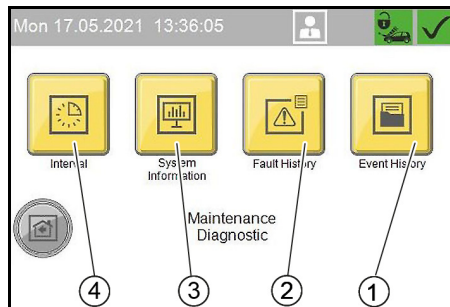 Mon 17.05.2021 13:36:05
Interval
System
Information
Fault History
Event History
Maintenance
Diagnostic
4
3
2
1